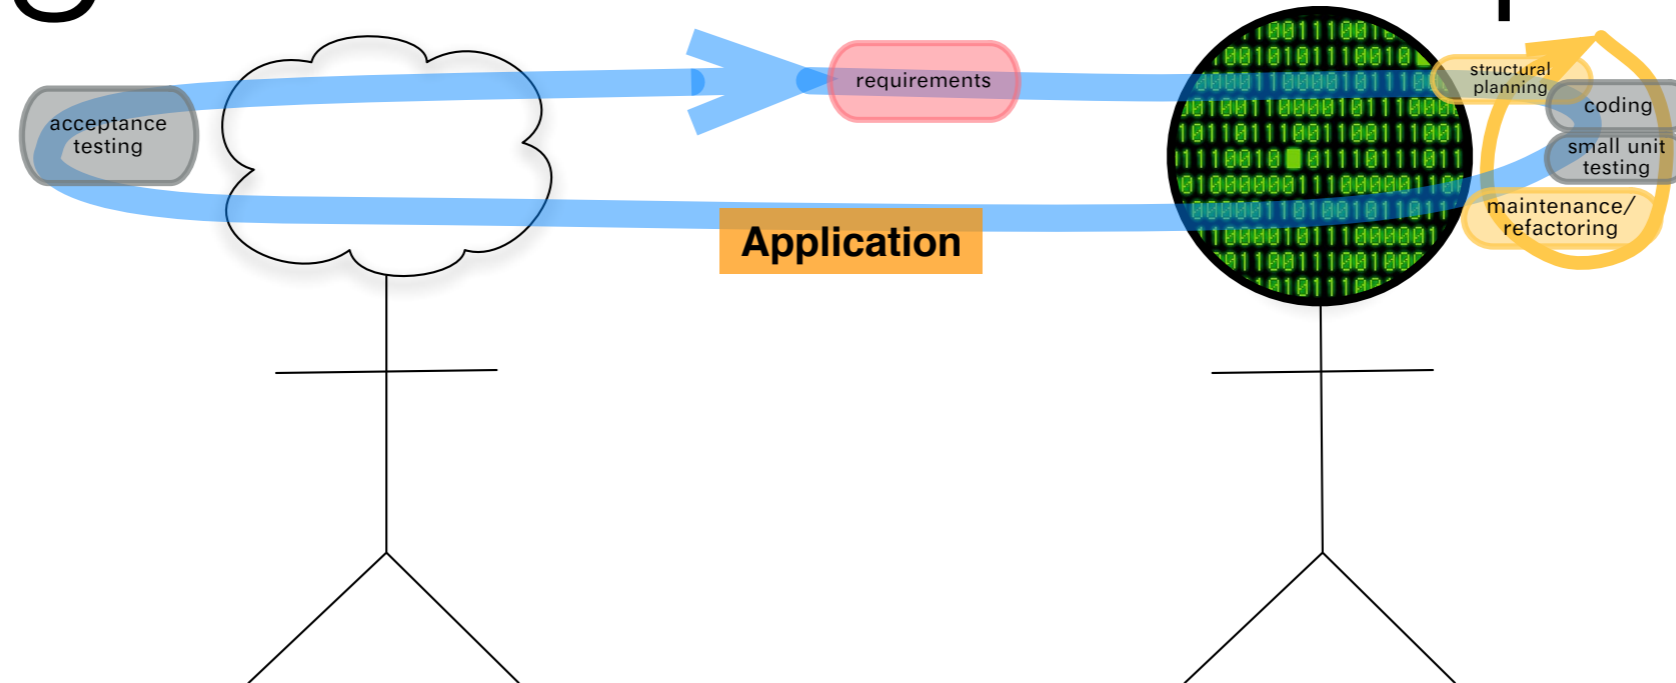 acceptance
testing
requirements
structural
planning
coding
small unit
testing
maintenance/
refactoring
Application